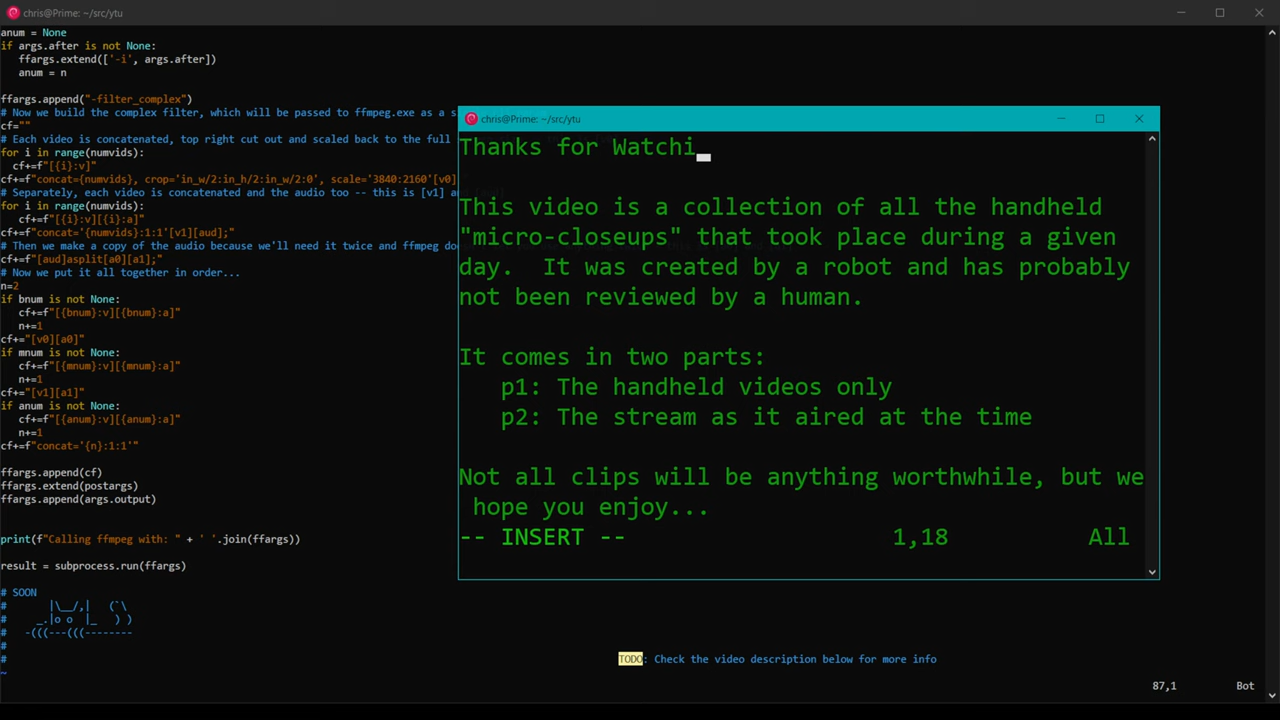 chris@Prime: ~/src/ytu
anum = None
if args.after is not None:
ffargs.extend(['-i', args.after])
anum = n
ffargs.append("-filter_complex")
# Now we build the complex filter, which will be passed to ffmpeg.exe as a s
cf=""
# Each video is concatenated, top right cut out and scaled back to the full
for i in range(numvids):
cf+=f"[{i}:v]"
cf+=f"concat={numvids}, crop='in_w/2:in_h/2:in_w/2:0', scale='3840:2160'[v0]
# Separately, each video is concatenated and the audio too -- this is [v1] a
for i in range(numvids):
cf+=f"[{i}:v][{i}:a]"
cf+=f"concat='{numvids}:1:1'[v1][aud];"
# Then we make a copy of the audio because we'll need it twice and ffmpeg do
cf+=f"[aud]asplit[a0][a1];"
# Now we put it all together in order...
n=2
if bnum is not None:
cf+=f"[{bnum}:v][{bnum}:a]"
n+=1
cf+="[v0][a0]"
if mnum is not None:
cf+=f"[{mnum}:v][{mnum}:a]"
n+=1
cf+="[v1][a1]"
if anum is not None:
cf+=f"[{anum}:v][{anum}:a]"
n+=1
cf+=f"concat='{n}:1:1'"
ffargs.append(cf)
ffargs.extend(postargs)
ffargs.append(args.output)
print(f"Calling ffmpeg with: " + ' '.join(ffargs))
result = subprocess.run(ffargs)
# SOON
#      |\__/,|   (`\
#    _.|o o  |_   ) )
#   -(((---(((--------
#
#
~
chris@Prime: ~/src/ytu
Thanks for Watchi
This video is a collection of all the handheld
"micro-closeups" that took place during a given
day.  It was created by a robot and has probably
not been reviewed by a human.
It comes in two parts:
p1: The handheld videos only
p2: The stream as it aired at the time
Not all clips will be anything worthwhile, but we
hope you enjoy...
-- INSERT -- 1,18 All
TODO: Check the video description below for more info
87,1 Bot